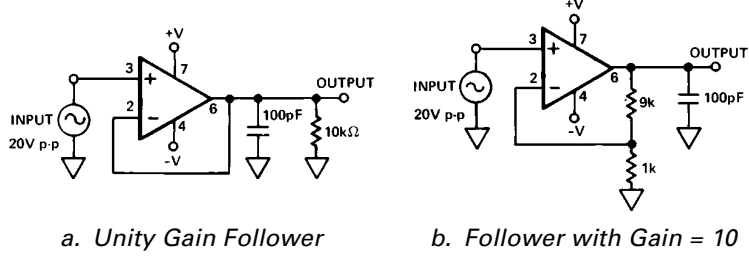 +V
3
7
2
6
4
-V
INPUT
20V p-p
OUTPUT
100pF
10kΩ
a. Unity Gain Follower
+V
3
7
2
6
4
-V
INPUT
20V p-p
OUTPUT
9k
100pF
1k
b. Follower with Gain = 10